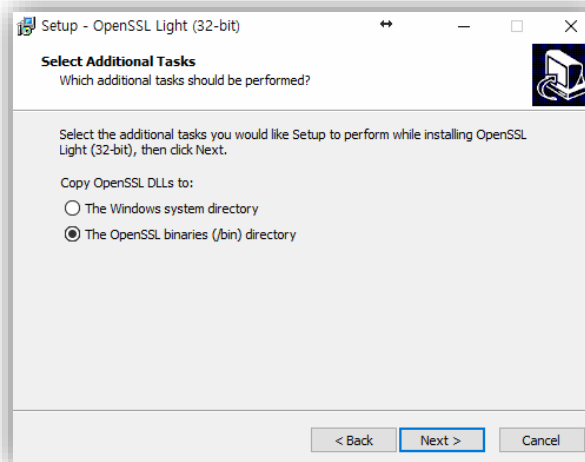 Setup - OpenSSL Light (32-bit)
Select Additional Tasks
Which additional tasks should be performed?
Select the additional tasks you would like Setup to perform while installing OpenSSL
Light (32-bit), then click Next.
Copy OpenSSL DLLs to:
The Windows system directory
The OpenSSL binaries (/bin) directory
< Back
Next >
Cancel